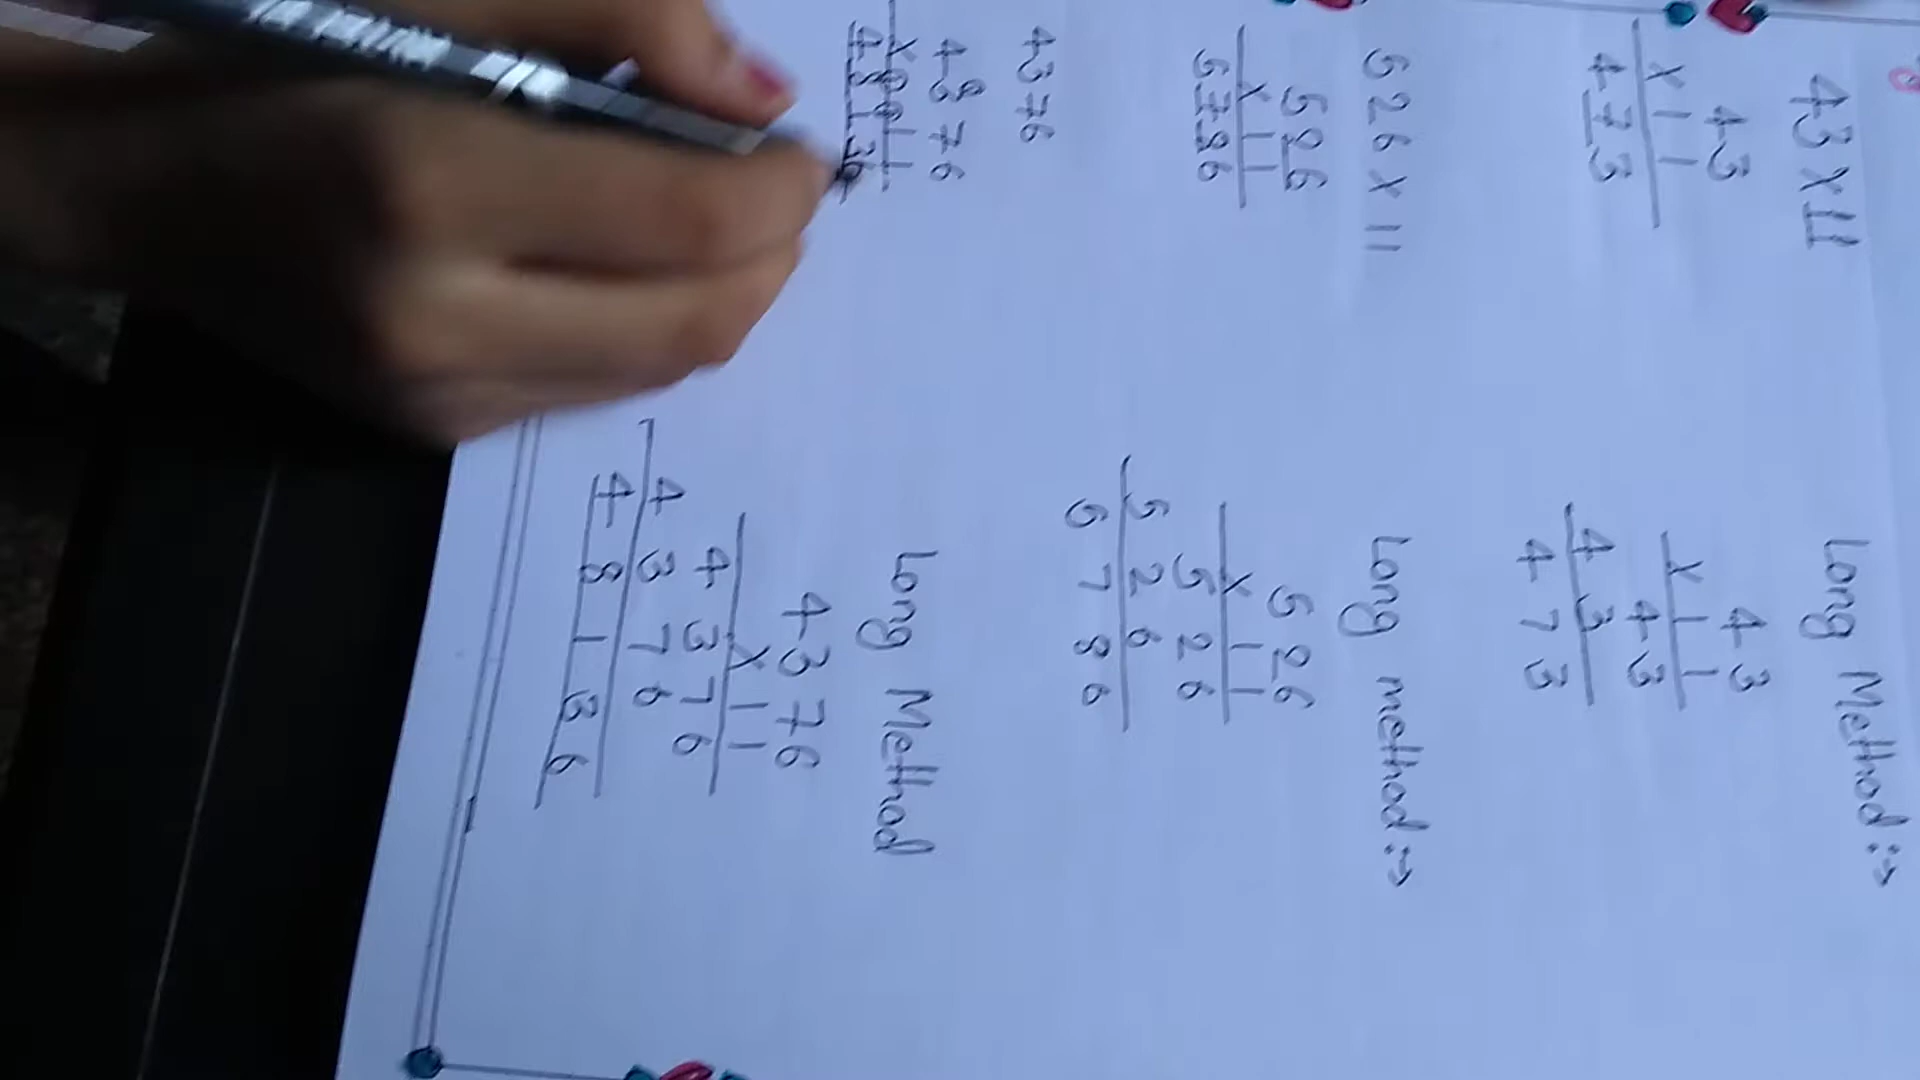 43 x 11
43
x 11
473
Long Method:→
43
x 11
43
43
473
526 x 11
526
x 11
5786
Long method:→
526
x 11
526
526
5786
4376
4376
48136
Long Method
4376
x 11
4376
4376
48136